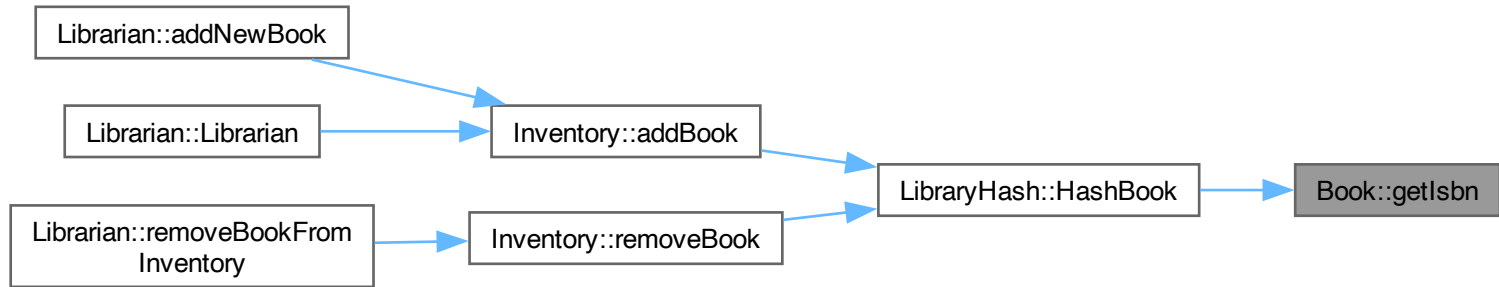 Librarian::addNewBook
Librarian::Librarian
Inventory::addBook
LibraryHash::HashBook
Book::getIsbn
Librarian::removeBookFrom
Inventory
Inventory::removeBook